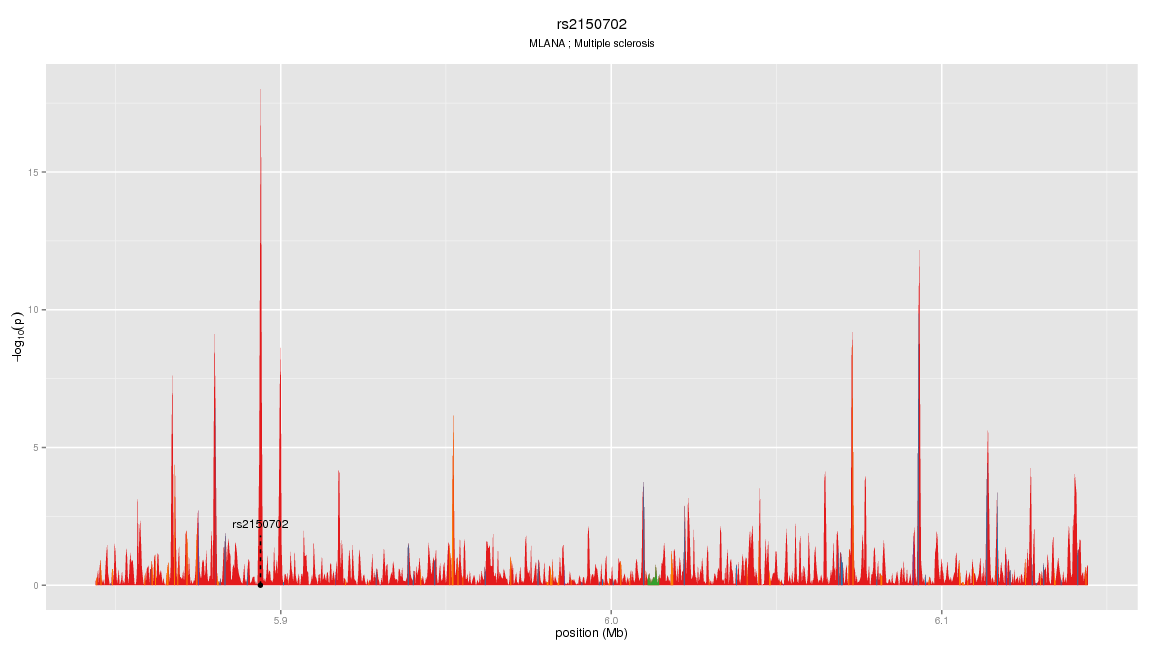 rs2150702
MLANA ; Multiple sclerosis
−log10(p)
15
10
5
0
rs2150702
5.9
6.0
6.1
position (Mb)